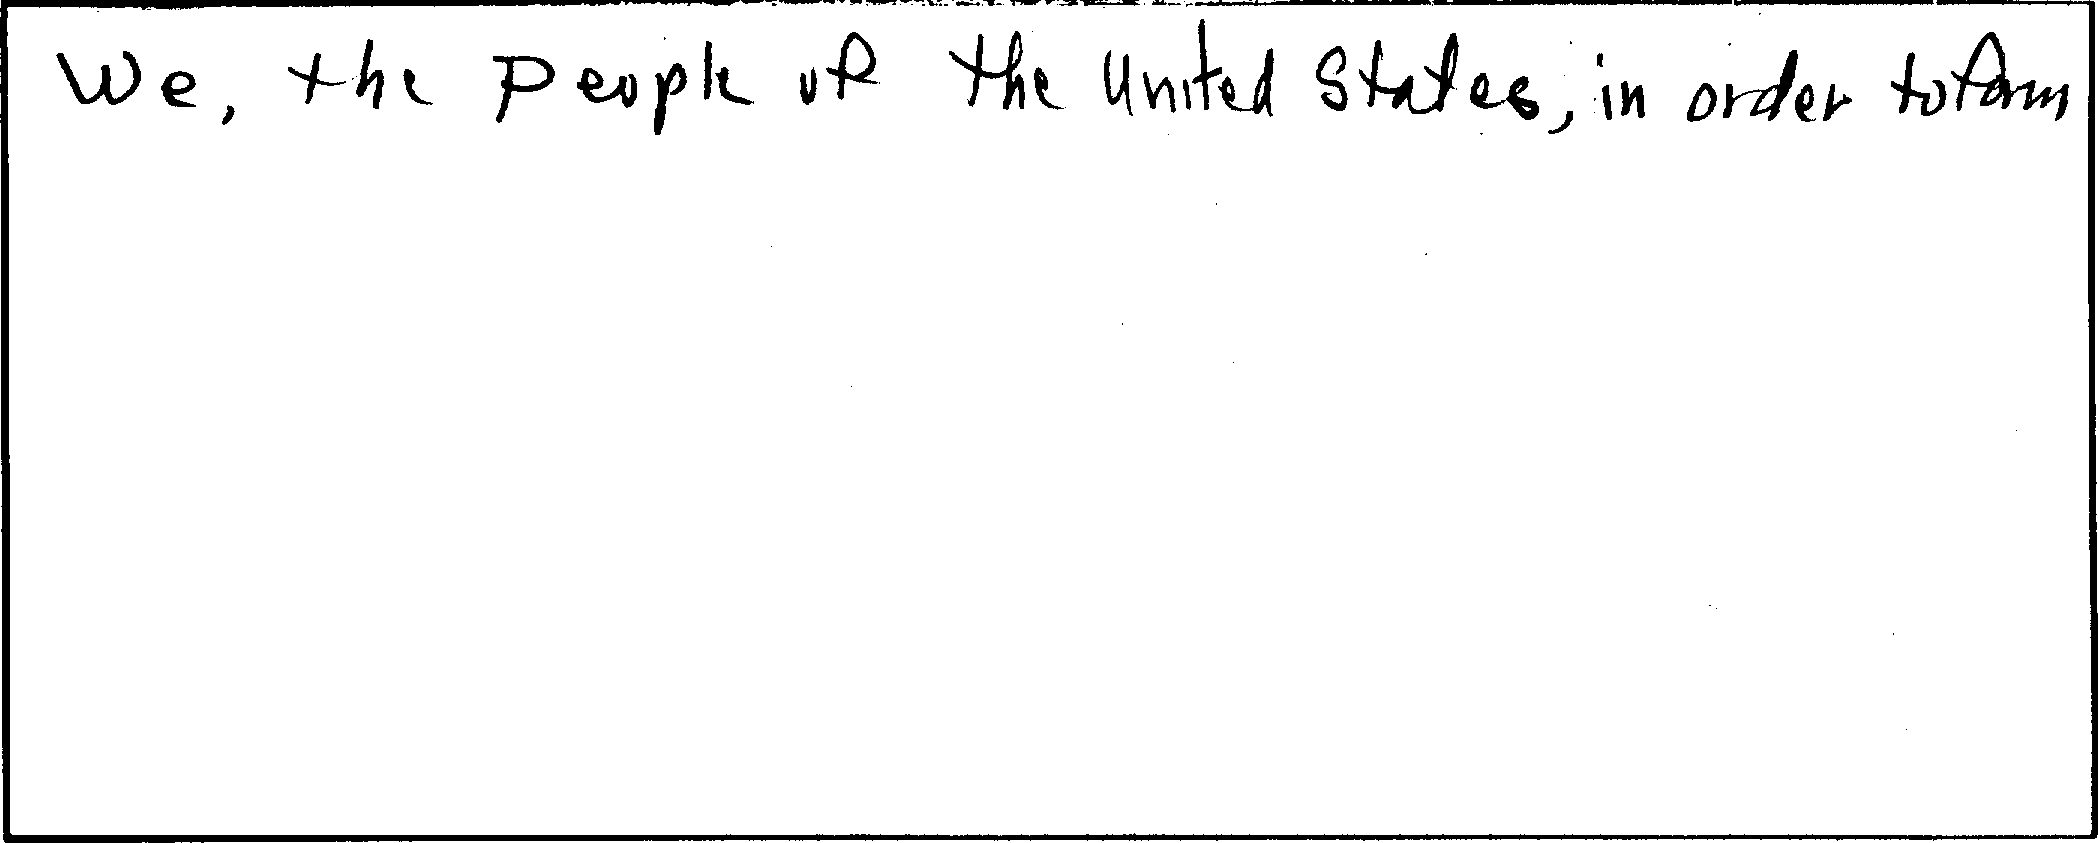 We, the People of the United States, in order to form